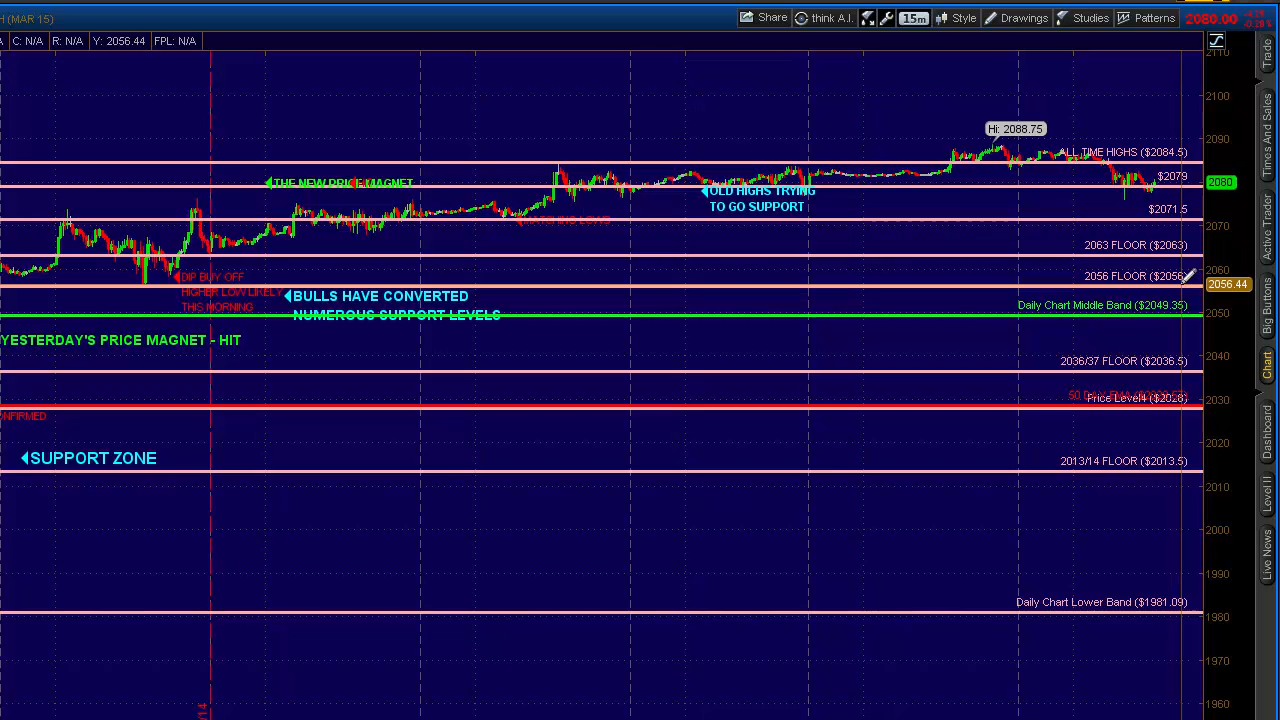 H (MAR 15)
Share
think A.I.
15m
Style
Drawings
Studies
Patterns
2080.00
C: N/A
R: N/A
Y: 2056.44
FPL: N/A
2110
2100
2090
2080
2070
2060
2056.44
2050
2040
2030
2020
2010
2000
1990
1980
1970
1960
Hi: 2088.75
ALL TIME HIGHS ($2084.5)
$2079
THE NEW PRICE MAGNET
OLD HIGHS TRYING
TO GO SUPPORT
$2071.5
2063 FLOOR ($2063)
DIP BUY OFF
HIGHER LOW LIKELY
THIS MORNING
2056 FLOOR ($2056
BULLS HAVE CONVERTED
NUMEROUS SUPPORT LEVELS
Daily Chart Middle Band ($2049.35)
YESTERDAY'S PRICE MAGNET - HIT
2036/37 FLOOR ($2036.5)
Price Level ($2028)
ONFIRMED
SUPPORT ZONE
2013/14 FLOOR ($2013.5)
Daily Chart Lower Band ($1981.09)
/14
Trade
Times And Sales
Active Trader
Big Buttons
Chart
Dashboard
Level II
Live News